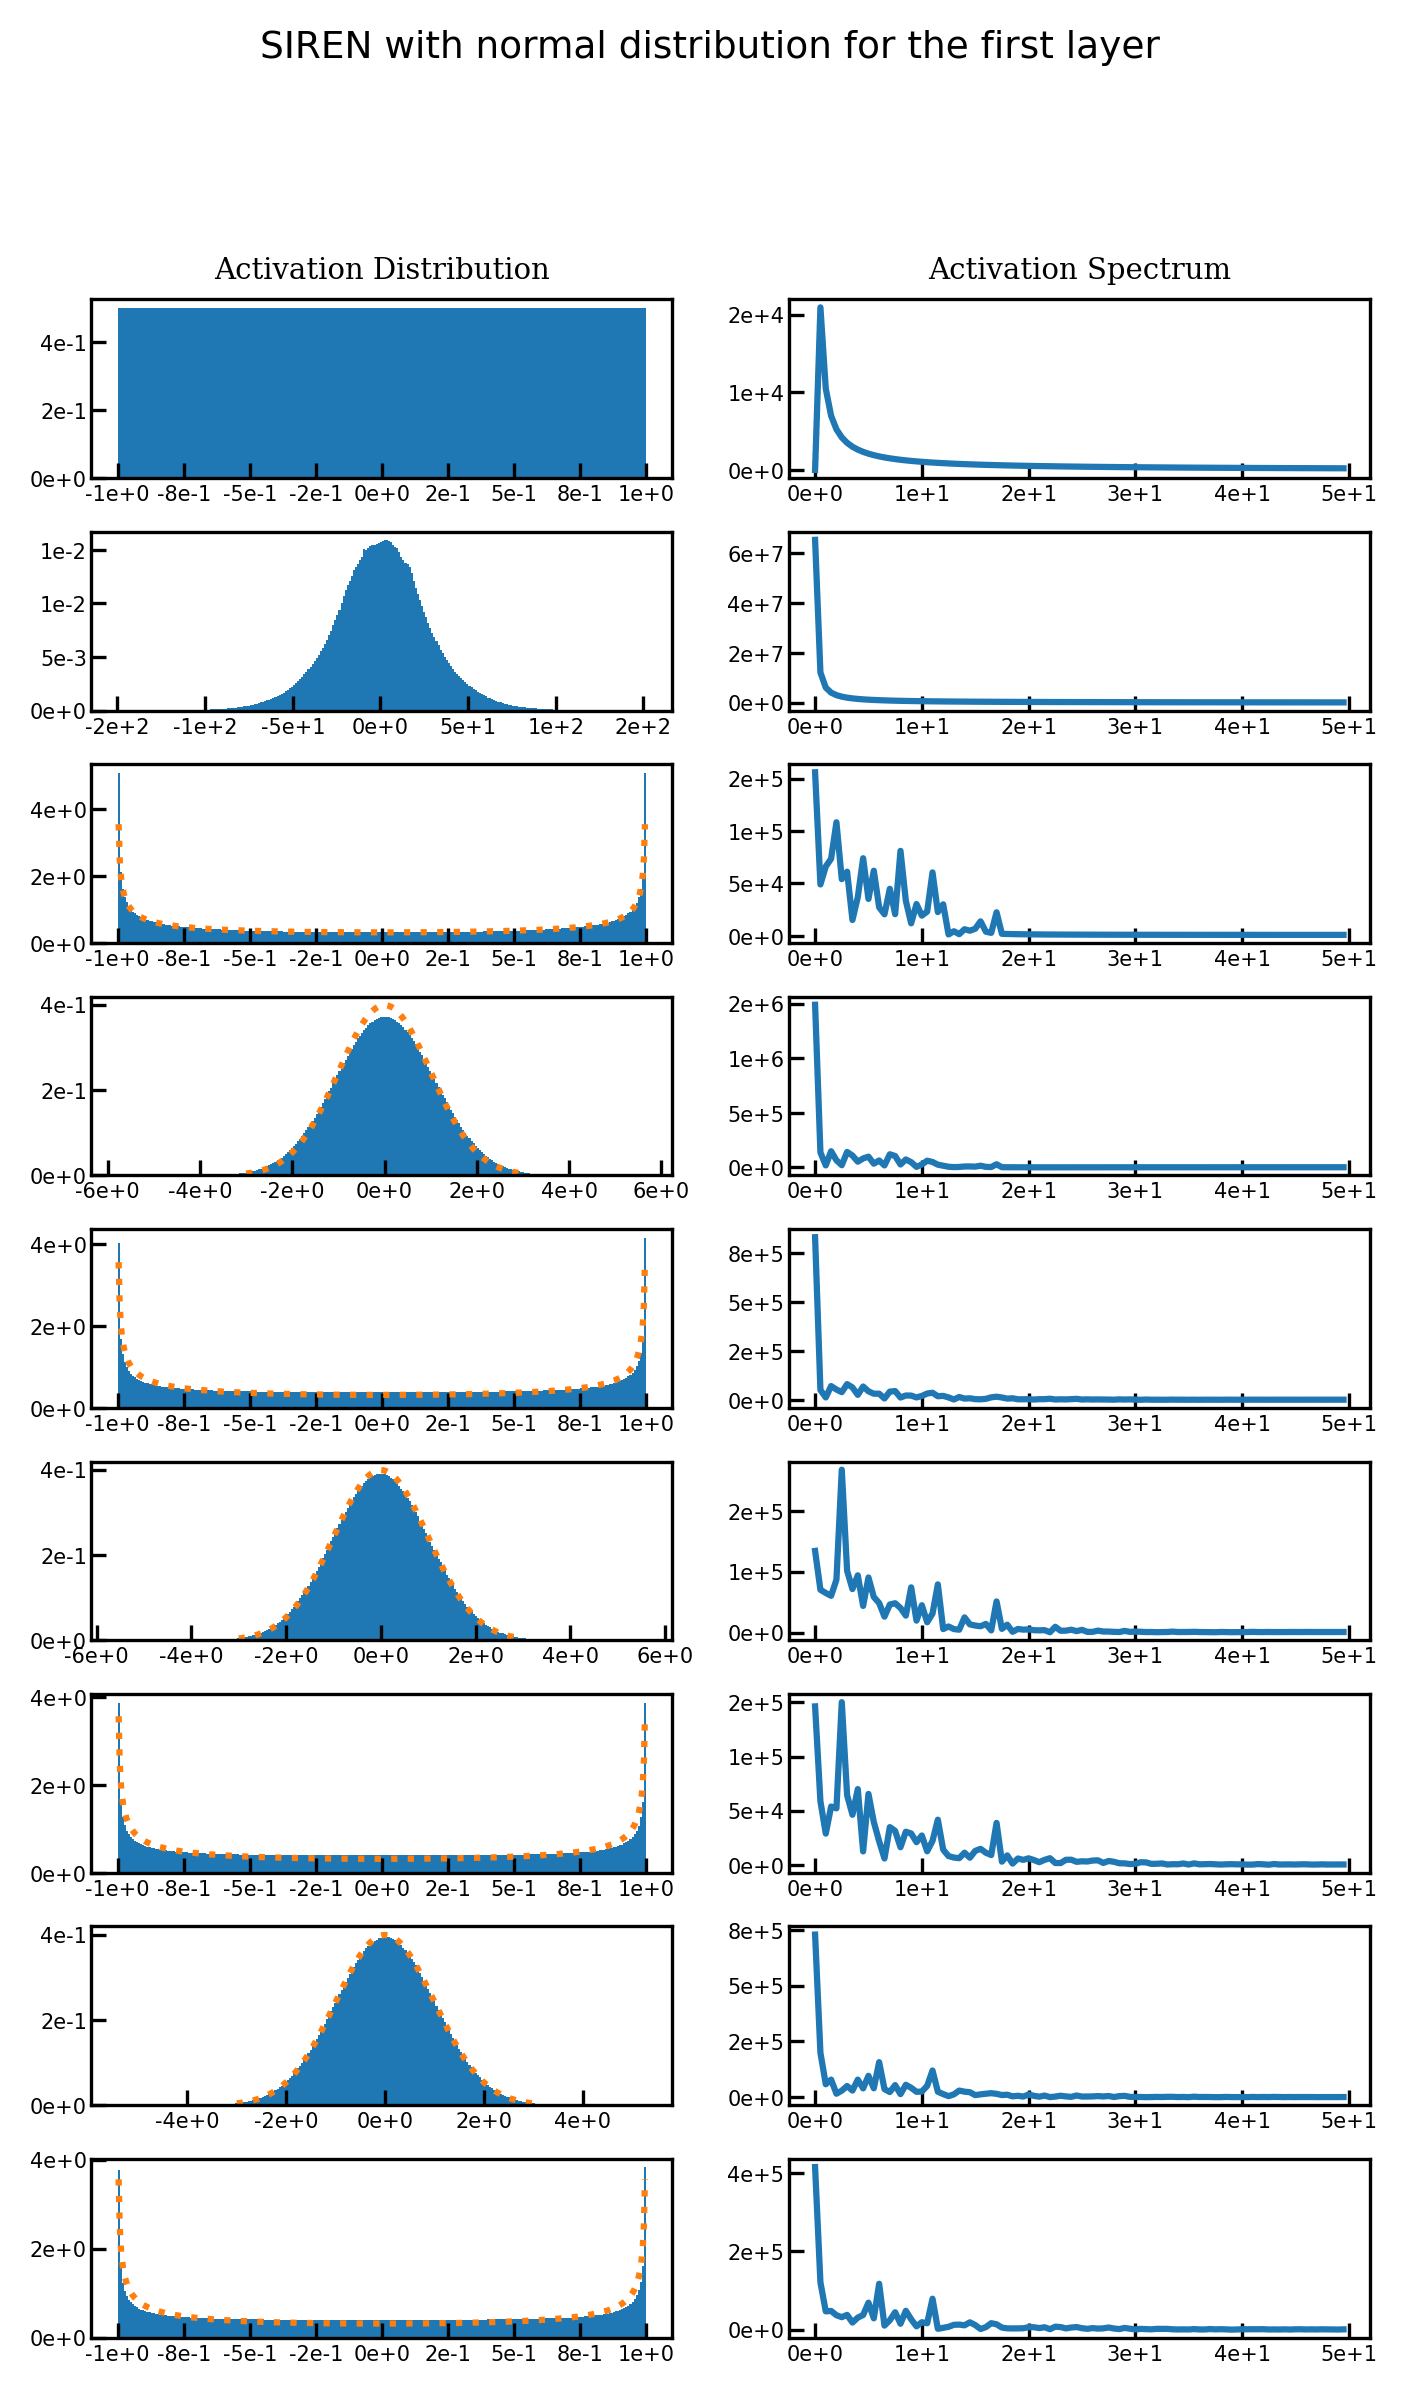 SIREN with normal distribution for the first layer
Activation Distribution
Activation Spectrum
4e-1
2e-1
0e+0
-1e+0 -8e-1 -5e-1 -2e-1 0e+0 2e-1 5e-1 8e-1 1e+0
2e+4
1e+4
0e+0
0e+0 1e+1 2e+1 3e+1 4e+1 5e+1
1e-2
1e-2
5e-3
0e+0
-2e+2 -1e+2 -5e+1 0e+0 5e+1 1e+2 2e+2
6e+7
4e+7
2e+7
0e+0
0e+0 1e+1 2e+1 3e+1 4e+1 5e+1
4e+0
2e+0
0e+0
-1e+0 -8e-1 -5e-1 -2e-1 0e+0 2e-1 5e-1 8e-1 1e+0
2e+5
1e+5
5e+4
0e+0
0e+0 1e+1 2e+1 3e+1 4e+1 5e+1
4e-1
2e-1
0e+0
-6e+0 -4e+0 -2e+0 0e+0 2e+0 4e+0 6e+0
2e+6
1e+6
5e+5
0e+0
0e+0 1e+1 2e+1 3e+1 4e+1 5e+1
4e+0
2e+0
0e+0
-1e+0 -8e-1 -5e-1 -2e-1 0e+0 2e-1 5e-1 8e-1 1e+0
8e+5
5e+5
2e+5
0e+0
0e+0 1e+1 2e+1 3e+1 4e+1 5e+1
4e-1
2e-1
0e+0
-6e+0 -4e+0 -2e+0 0e+0 2e+0 4e+0 6e+0
2e+5
1e+5
0e+0
0e+0 1e+1 2e+1 3e+1 4e+1 5e+1
4e+0
2e+0
0e+0
-1e+0 -8e-1 -5e-1 -2e-1 0e+0 2e-1 5e-1 8e-1 1e+0
2e+5
1e+5
5e+4
0e+0
0e+0 1e+1 2e+1 3e+1 4e+1 5e+1
4e-1
2e-1
0e+0
-4e+0 -2e+0 0e+0 2e+0 4e+0
8e+5
5e+5
2e+5
0e+0
0e+0 1e+1 2e+1 3e+1 4e+1 5e+1
4e+0
2e+0
0e+0
-1e+0 -8e-1 -5e-1 -2e-1 0e+0 2e-1 5e-1 8e-1 1e+0
4e+5
2e+5
0e+0
0e+0 1e+1 2e+1 3e+1 4e+1 5e+1